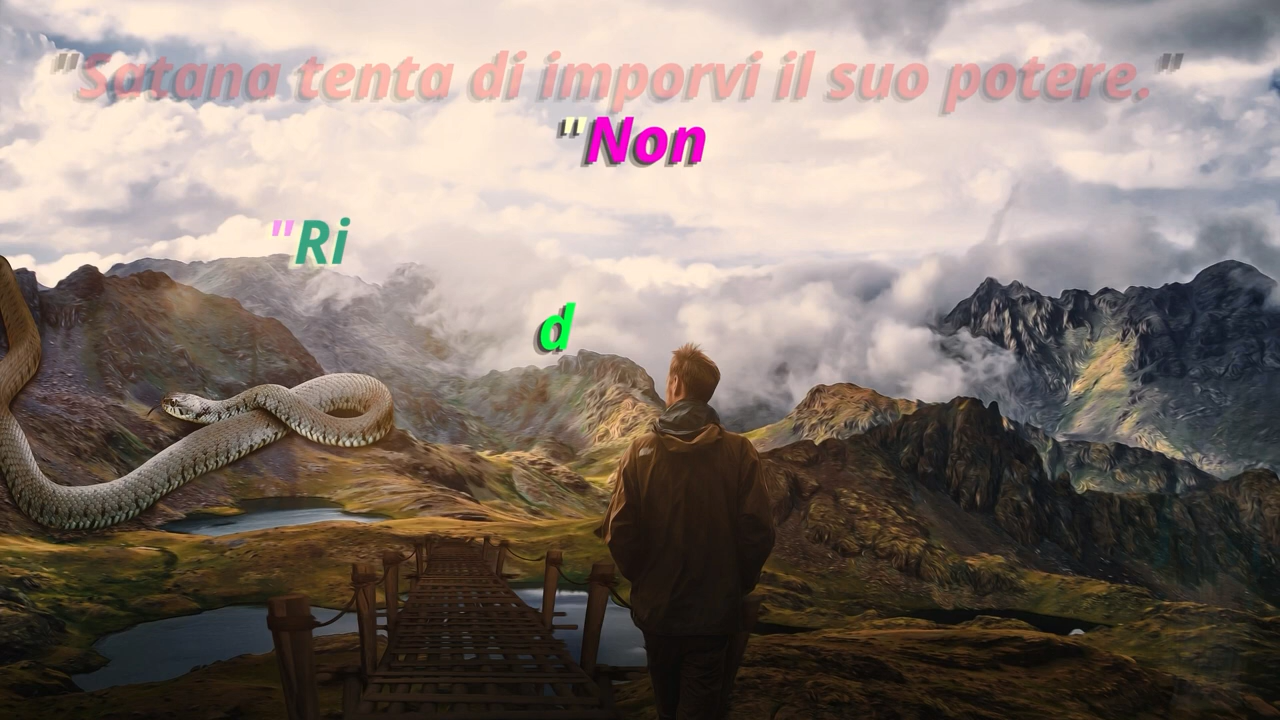 "Satana tenta di imporvi il suo potere."
"Non
"Ri
d